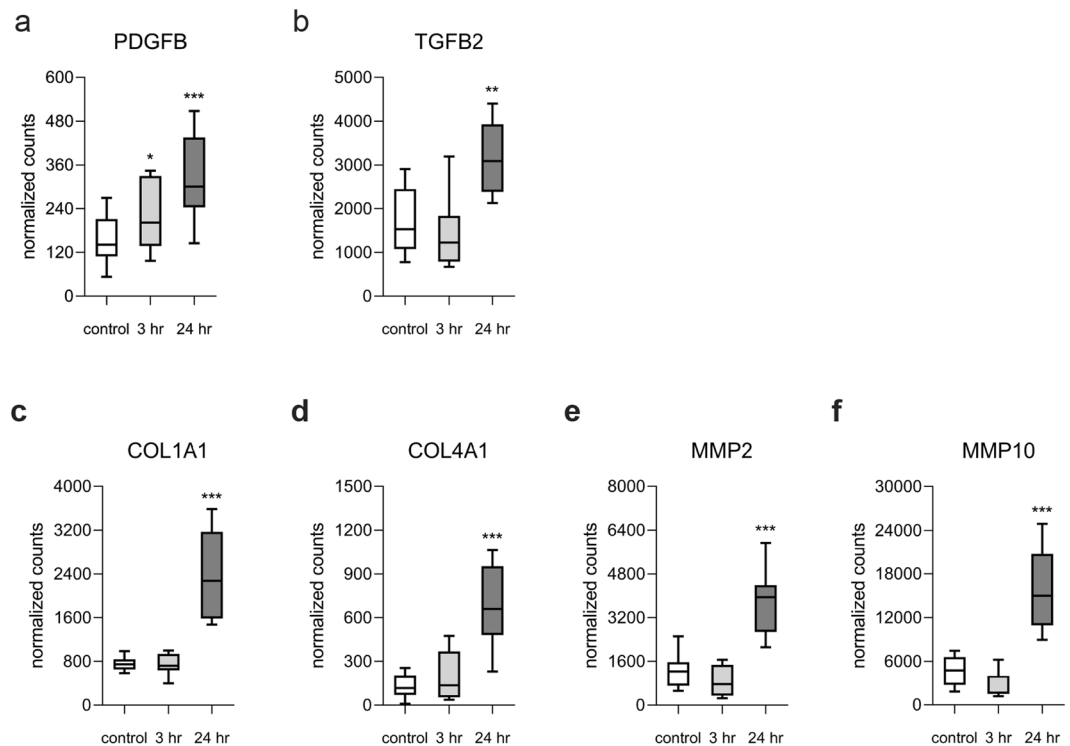 a
PDGFB
normalized counts
600
480
360
240
120
0
*
***
control 3 hr 24 hr
b
TGFB2
normalized counts
5000
4000
3000
2000
1000
0
**
control 3 hr 24 hr
c
COL1A1
normalized counts
4000
3200
2400
1600
800
0
***
control 3 hr 24 hr
d
COL4A1
normalized counts
1500
1200
900
600
300
0
***
control 3 hr 24 hr
e
MMP2
normalized counts
8000
6400
4800
3200
1600
0
***
control 3 hr 24 hr
f
MMP10
normalized counts
30000
24000
18000
12000
6000
0
***
control 3 hr 24 hr